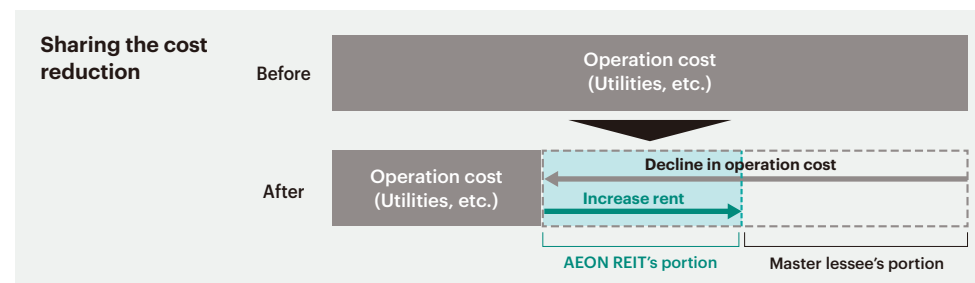 Sharing the cost
reduction
Before
Operation cost
(Utilities, etc.)
After
Operation cost
(Utilities, etc.)
Decline in operation cost
Increase rent
AEON REIT's portion
Master lessee's portion